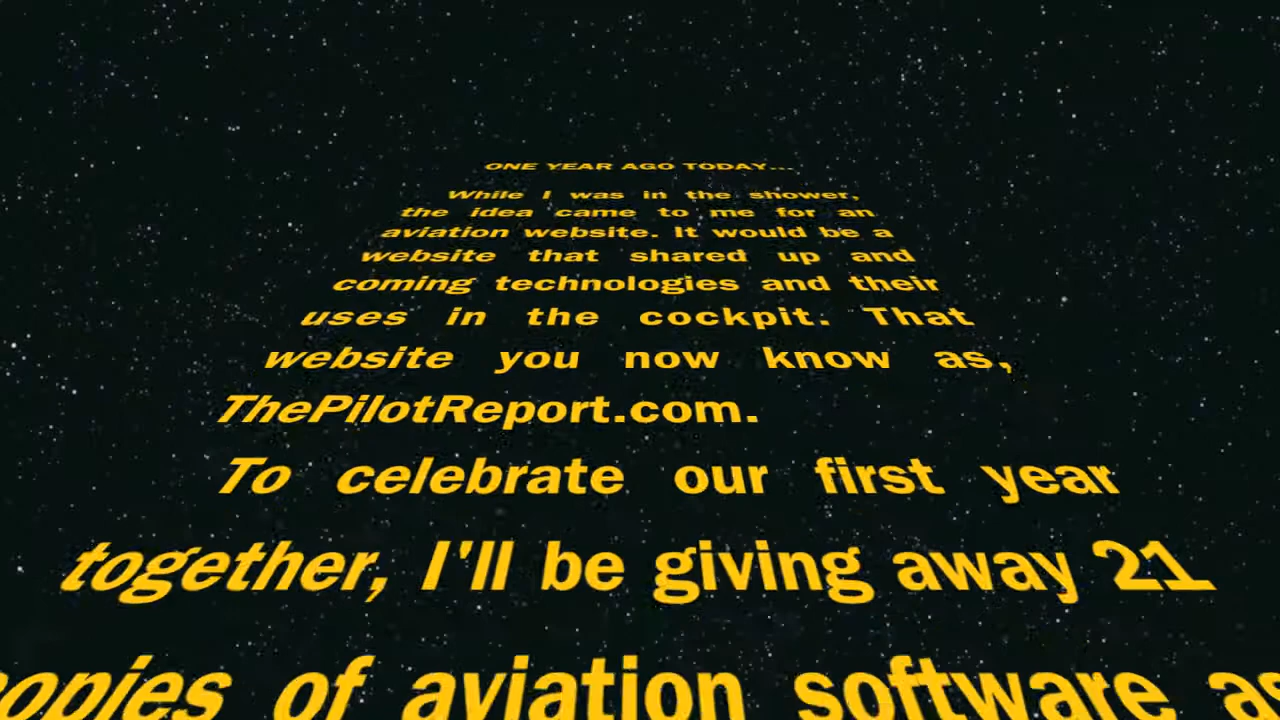 ONE YEAR AGO TODAY...
While I was in the shower,
the idea came to me for an
aviation website. It would be a
website that shared up and
coming technologies and their
uses in the cockpit. That
website you now know as,
ThePilotReport.com.
To celebrate our first year
together, I'll be giving away 21
copies of aviation software as